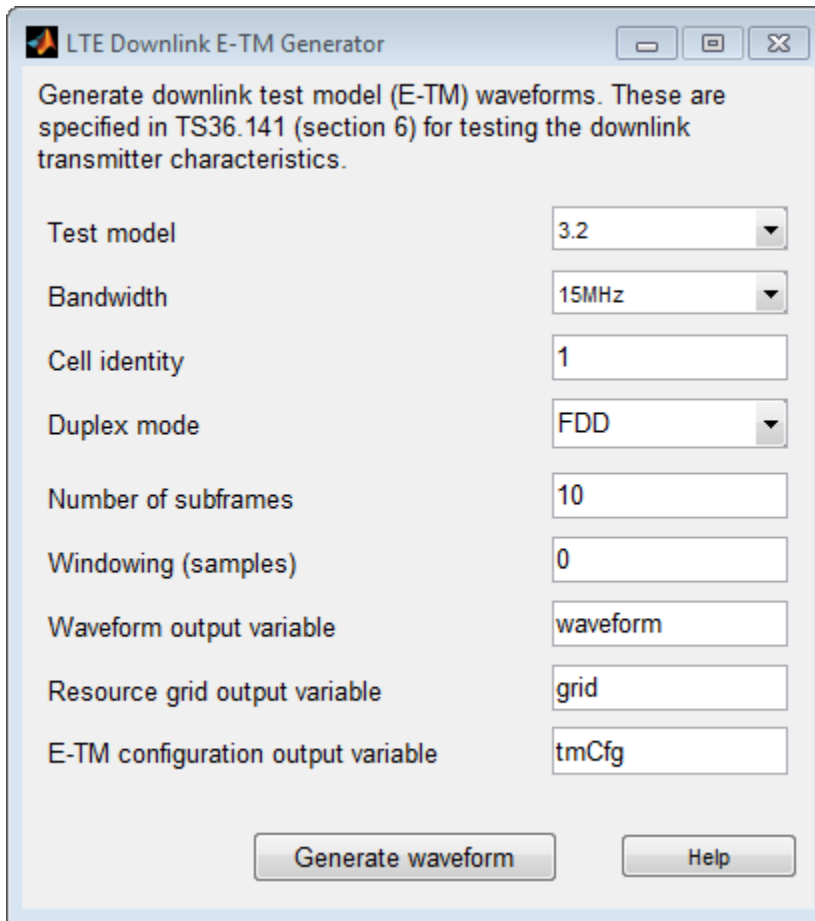 LTE Downlink E-TM Generator
Generate downlink test model (E-TM) waveforms. These are
specified in TS36.141 (section 6) for testing the downlink
transmitter characteristics.
Test model 3.2
Bandwidth 15MHz
Cell identity 1
Duplex mode FDD
Number of subframes 10
Windowing (samples) 0
Waveform output variable waveform
Resource grid output variable grid
E-TM configuration output variable tmCfg
Generate waveform Help